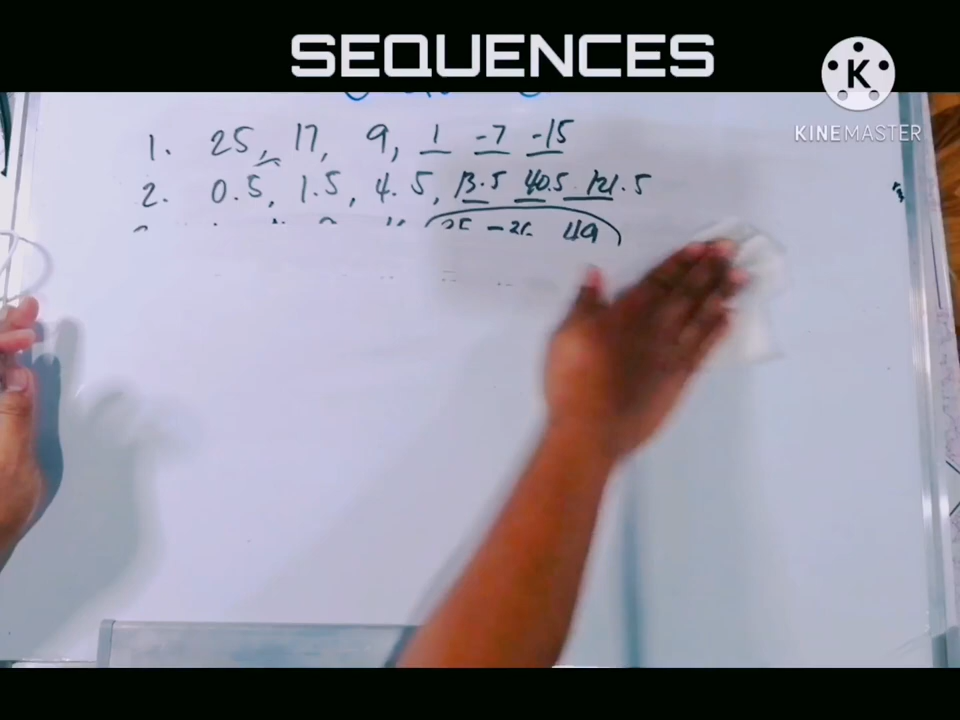 SEQUENCES
K
KINEMASTER
1. 25, 17, 9, 1 -7 -15
2. 0.5, 1.5, 4.5, 13.5 40.5 121.5
49